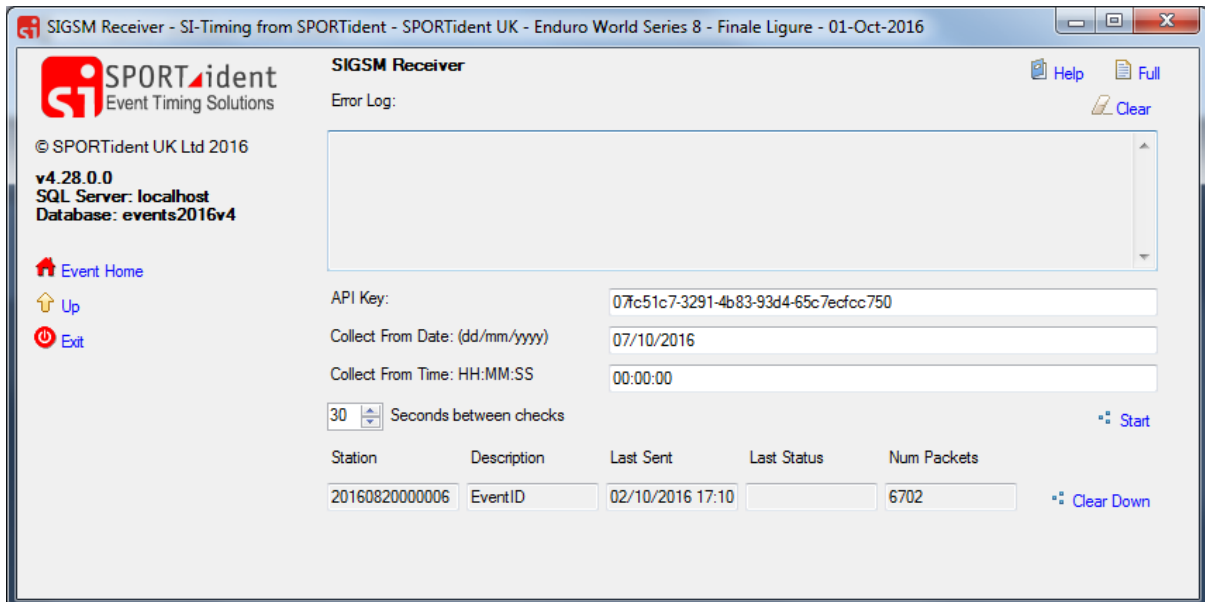 SIGSM Receiver - SI-Timing from SPORTident - SPORTident UK - Enduro World Series 8 - Finale Ligure - 01-Oct-2016
SPORTident
Event Timing Solutions
© SPORTident UK Ltd 2016
v4.28.0.0
SQL Server: localhost
Database: events2016v4
Event Home
Up
Exit
SIGSM Receiver
Help Full
Error Log:
Clear
API Key: 07fc51c7-3291-4b83-93d4-65c7ecfcc750
Collect From Date: (dd/mm/yyyy) 07/10/2016
Collect From Time: HH:MM:SS 00:00:00
30 Seconds between checks Start
Station Description Last Sent Last Status Num Packets
20160820000006 EventID 02/10/2016 17:10 6702 Clear Down